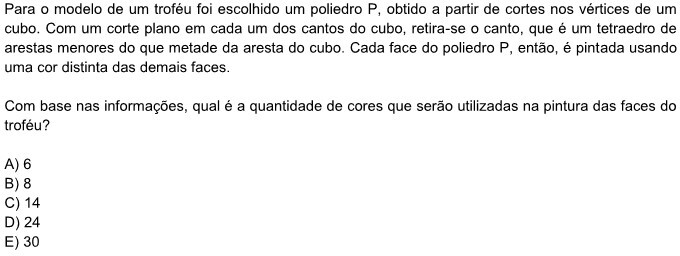 Para o modelo de um troféu foi escolhido um poliedro P, obtido a partir de cortes nos vértices de um
cubo. Com um corte plano em cada um dos cantos do cubo, retira-se o canto, que é um tetraedro de
arestas menores do que metade da aresta do cubo. Cada face do poliedro P, então, é pintada usando
uma cor distinta das demais faces.
Com base nas informações, qual é a quantidade de cores que serão utilizadas na pintura das faces do
troféu?
A) 6
B) 8
C) 14
D) 24
E) 30